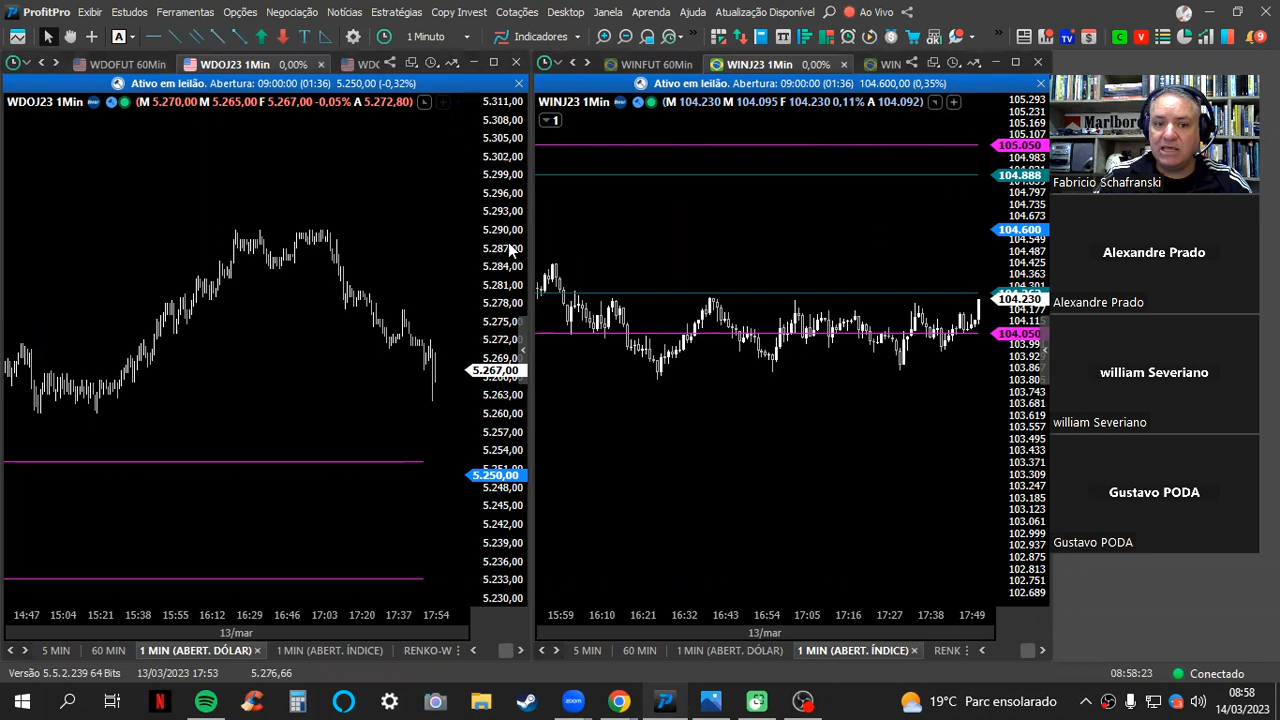 ProfitPro
Exibir
Estudos
Ferramentas
Opções
Negociação
Notícias
Estratégias
Copy Invest
Cotações
Desktop
Janela
Aprenda
Ajuda
Atualização Disponível
Ao Vivo
A
1 Minuto
Indicadores
TV
S
C
V
9
WDOFUT 60Min
WDOJ23 1Min
0,00%
WINFUT 60Min
WINJ23 1Min
0,00%
WIN
Ativo em leilão. Abertura: 09:00:00 (01:36) 5.250,00 (-0,32%)
Ativo em leilão. Abertura: 09:00:00 (01:36) 104.600,00 (0,35%)
WDOJ23 1Min
(M 5.270,00 M 5.265,00 F 5.267,00 -0,05% A 5.272,80)
WINJ23 1Min
(M 104.230 M 104.095 F 104.230 0,11% A 104.092)
1
5.311,00
5.308,00
5.305,00
5.302,00
5.299,00
5.296,00
5.293,00
5.290,00
5.284,00
5.281,00
5.278,00
5.275,00
5.272,00
5.269,00
5.267,00
5.263,00
5.260,00
5.257,00
5.254,00
5.250,00
5.248,00
5.245,00
5.242,00
5.239,00
5.236,00
5.233,00
5.230,00
105.293
105.231
105.169
105.107
105.050
104.983
104.888
104.797
104.735
104.673
104.600
104.549
104.487
104.425
104.363
104.301
104.230
104.177
104.115
104.050
103.743
103.681
103.619
103.557
103.495
103.433
103.371
103.309
103.247
103.185
103.123
103.061
102.999
102.937
102.875
102.813
102.751
102.689
14:47 15:04 15:21 15:38 15:55 16:12 16:29 16:46 17:03 17:20 17:37 17:54
13/mar
15:59 16:10 16:21 16:32 16:43 16:54 17:05 17:16 17:27 17:38 17:49
13/mar
5 MIN
60 MIN
1 MIN (ABERT. DÓLAR)
1 MIN (ABERT. ÍNDICE)
RENKO-W
5 MIN
60 MIN
1 MIN (ABERT. DÓLAR)
1 MIN (ABERT. ÍNDICE)
RENK
Versão 5.5.2.239 64 Bits
13/03/2023 17:53
5.276,66
08:58:23
Conectado
Marlboro
Fabricio Schafranski
Alexandre Prado
Alexandre Prado
william Severiano
william Severiano
Gustavo PODA
Gustavo PODA
19°C Parc ensolarado
08:58
14/03/2023